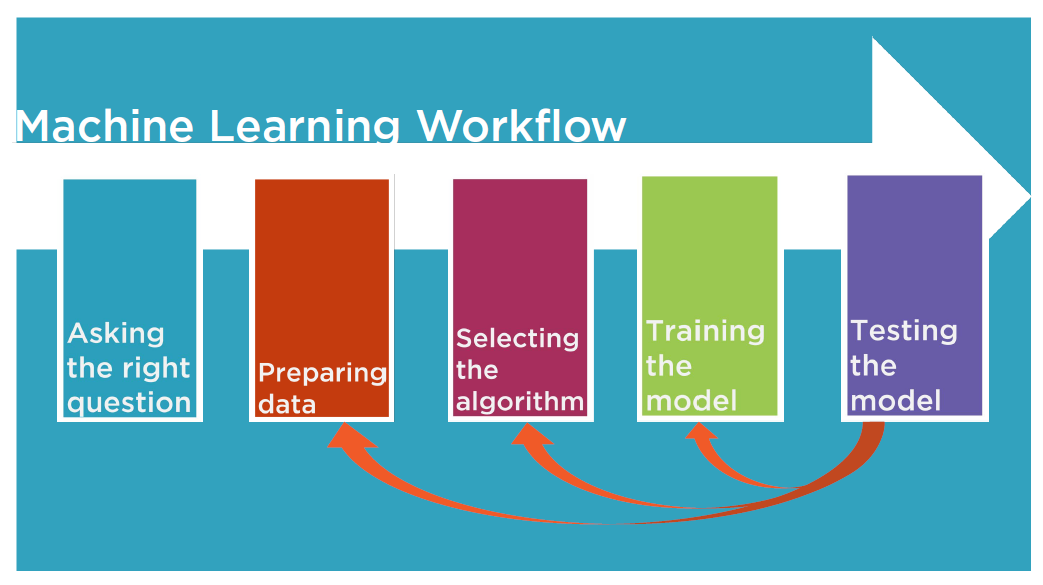 Machine Learning Workflow
Asking
the right
question
Preparing
data
Selecting
the
algorithm
Training
the
model
Testing
the
model